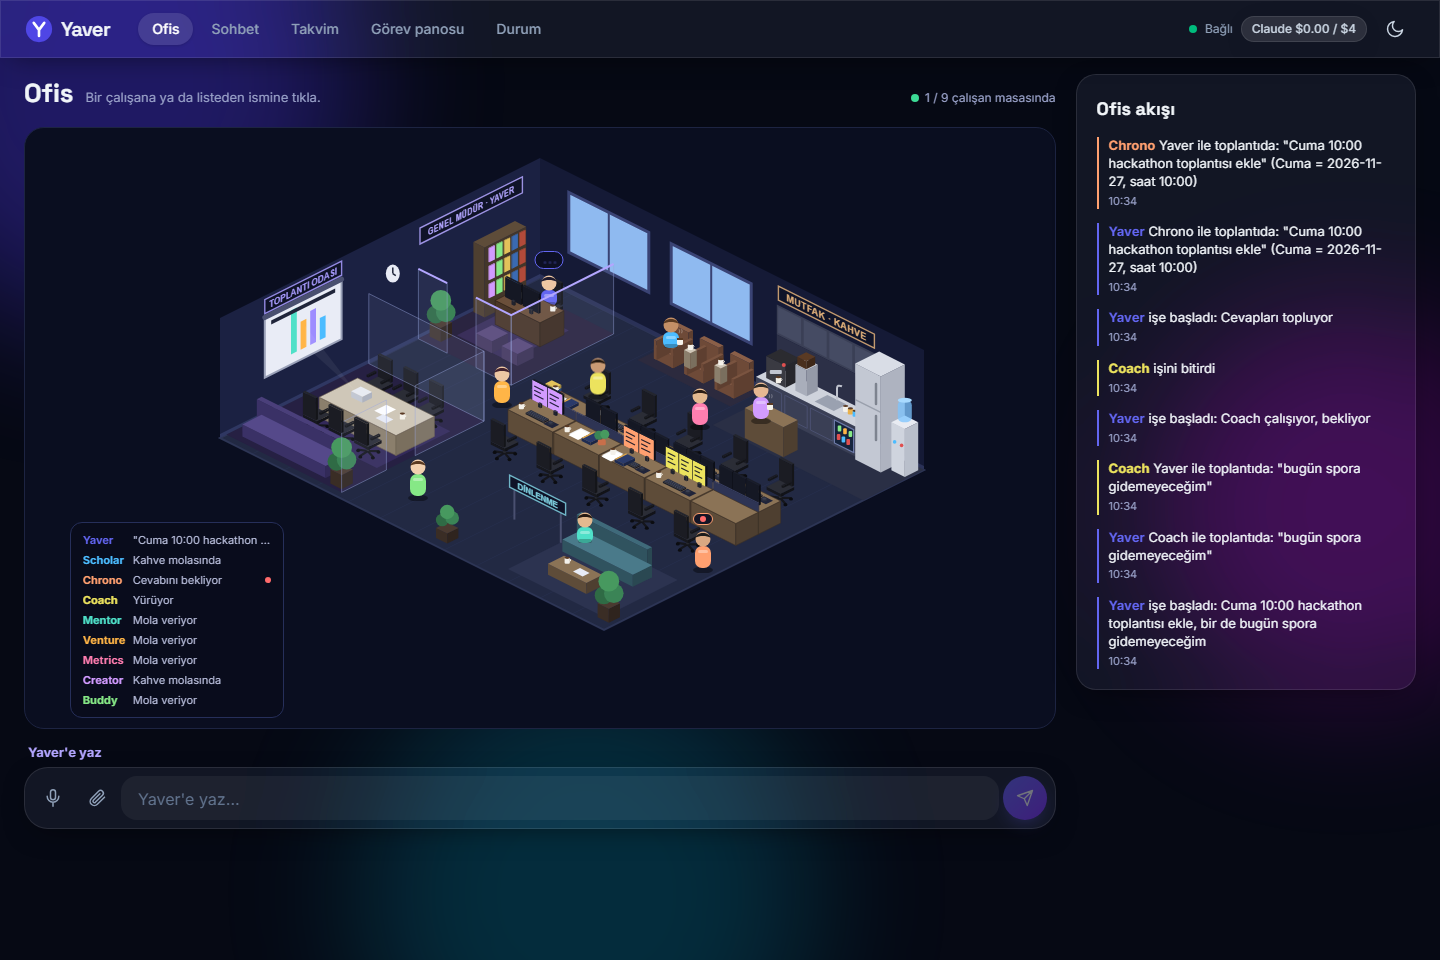 Yaver
Ofis
Sohbet
Takvim
Görev panosu
Durum
Bağlı
Claude $0.00 / $4
Ofis
Bir çalışana ya da listeden ismine tıkla.
1 / 9 çalışan masasında
GENEL MÜDÜR · YAVER
TOPLANTI ODASI
MUTFAK · KAHVE
DİNLENME
...
Yaver "Cuma 10:00 hackathon ...
Scholar Kahve molasında
Chrono Cevabını bekliyor
Coach Yürüyor
Mentor Mola veriyor
Venture Mola veriyor
Metrics Mola veriyor
Creator Kahve molasında
Buddy Mola veriyor
Yaver'e yaz
Yaver'e yaz...
Ofis akışı
Chrono Yaver ile toplantıda: "Cuma 10:00
hackathon toplantısı ekle" (Cuma = 2026-11-
27, saat 10:00)
10:34
Yaver Chrono ile toplantıda: "Cuma 10:00
hackathon toplantısı ekle" (Cuma = 2026-11-
27, saat 10:00)
10:34
Yaver işe başladı: Cevapları topluyor
10:34
Coach işini bitirdi
10:34
Yaver işe başladı: Coach çalışıyor, bekliyor
10:34
Coach Yaver ile toplantıda: "bugün spora
gidemeyeceğim"
10:34
Yaver Coach ile toplantıda: "bugün spora
gidemeyeceğim"
10:34
Yaver işe başladı: Cuma 10:00 hackathon
toplantısı ekle, bir de bugün spora
gidemeyeceğim
10:34